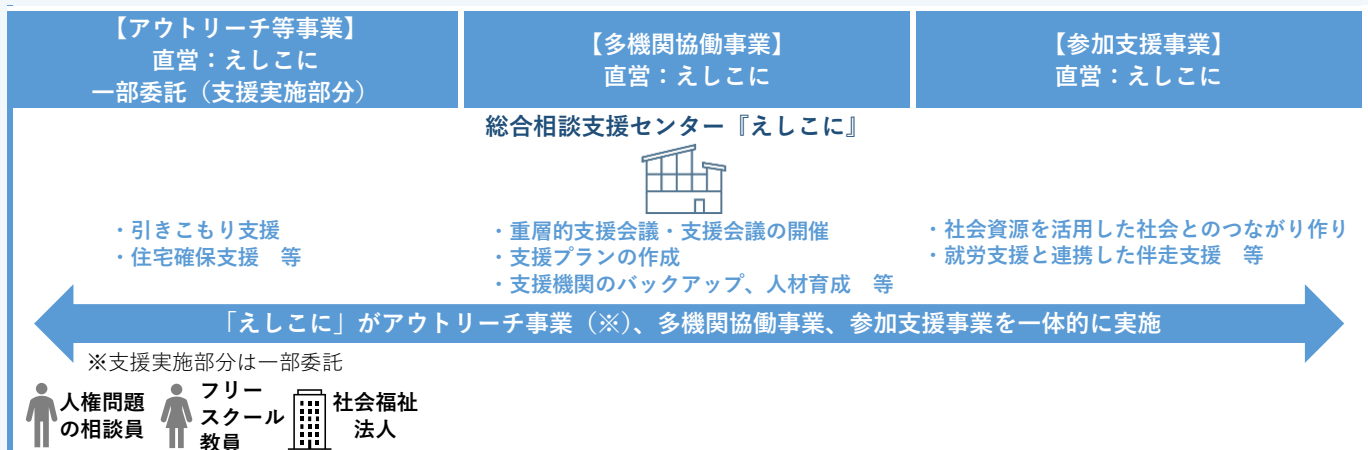 【アウトリーチ等事業】
直営：えしこに
一部委託（支援実施部分）
【多機関協働事業】
直営：えしこに
【参加支援事業】
直営：えしこに
総合相談支援センター『えしこに』
・引きこもり支援
・住宅確保支援　等
・重層的支援会議・支援会議の開催
・支援プランの作成
・支援機関のバックアップ、人材育成　等
・社会資源を活用した社会とのつながり作り
・就労支援と連携した伴走支援　等
「えしこに」がアウトリーチ事業（※）、多機関協働事業、参加支援事業を一体的に実施
※支援実施部分は一部委託
人権問題
の相談員
フリー
スクール
教員
社会福祉
法人